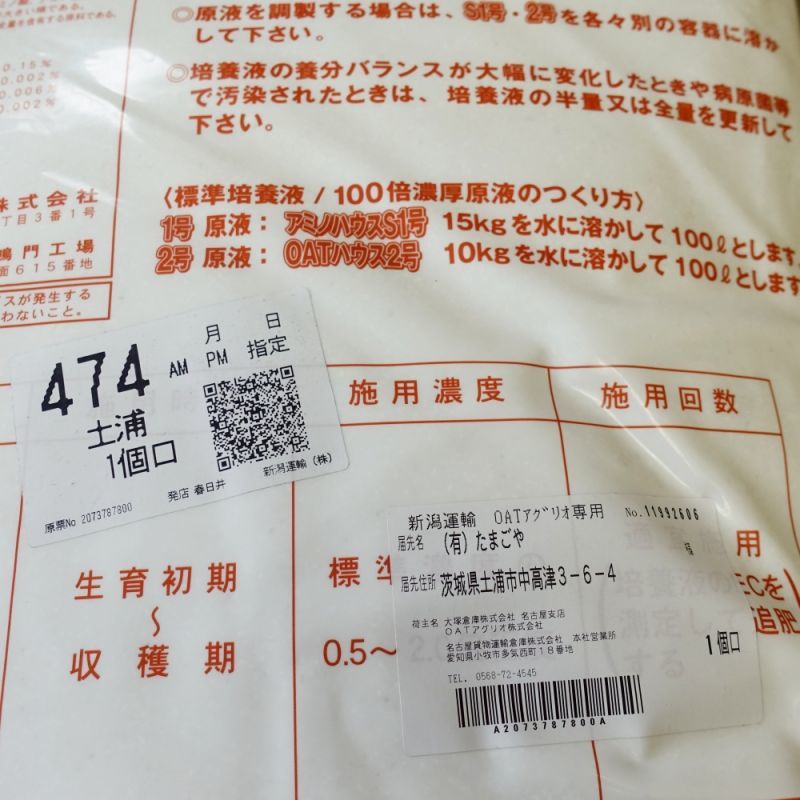 0.15%
0.002%
0.006%
0.002%
◎原液を調製する場合は、S1号・2号を各々別の容器に溶か
して下さい。
◎培養液の養分バランスが大幅に変化したときや病原菌等
で汚染されたときは、培養液の半量又は全量を更新して
下さい。
株式会社
丁目3番1号
鳴門工場
615番地
スが発生する
わないこと。
〈標準培養液/100倍濃厚原液のつくり方〉
1号 原液: アミノハウスS1号 15kgを水に溶かして100ℓとします。
2号 原液: OATハウス2号 10kgを水に溶かして100ℓとします
474 AM 月 PM 日 指定
土浦
1個口
原票No 2073787800 発店 春日井 新潟運輸(株)
施用濃度
施用回数
生育初期
~
収穫期
標準
0.5~
用
ECを
追肥
新潟運輸 OATアグリオ専用 No.11992606
届先名 (有)たまごや 様
届先住所 茨城県土浦市中高津3-6-4
荷主名 大塚倉庫株式会社 名古屋支店
OATアグリオ株式会社
名古屋貨物運輸倉庫株式会社 本社営業所
愛知県小牧市多気西町18番地
1個口
TEL. 0568-72-4545
A2073787800A